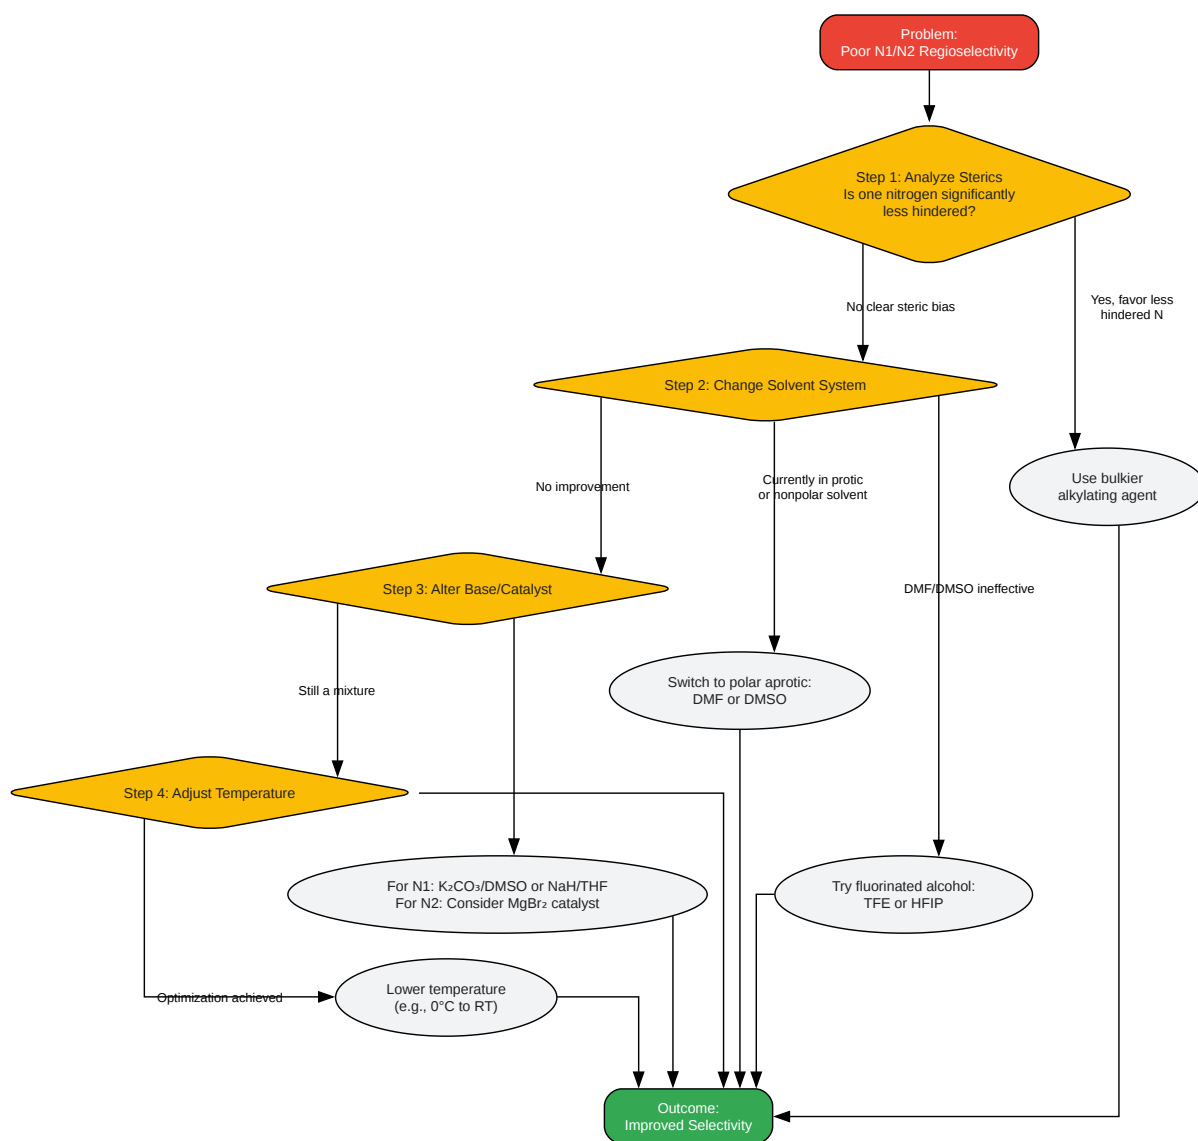 Problem:
Poor N1/N2 Regioselectivity
Step 1: Analyze Sterics
Is one nitrogen significantly
less hindered?
No clear steric bias
Yes, favor less
hindered N
Step 2: Change Solvent System
No improvement
Currently in protic
or nonpolar solvent
Use bulkier
alkylating agent
Step 3: Alter Base/Catalyst
DMF/DMSO ineffective
Still a mixture
Switch to polar aprotic:
DMF or DMSO
Step 4: Adjust Temperature
For N1: K₂CO₃/DMSO or NaH/THF
For N2: Consider MgBr₂ catalyst
Try fluorinated alcohol:
TFE or HFIP
Optimization achieved
Lower temperature
(e.g., 0°C to RT)
Outcome:
Improved Selectivity